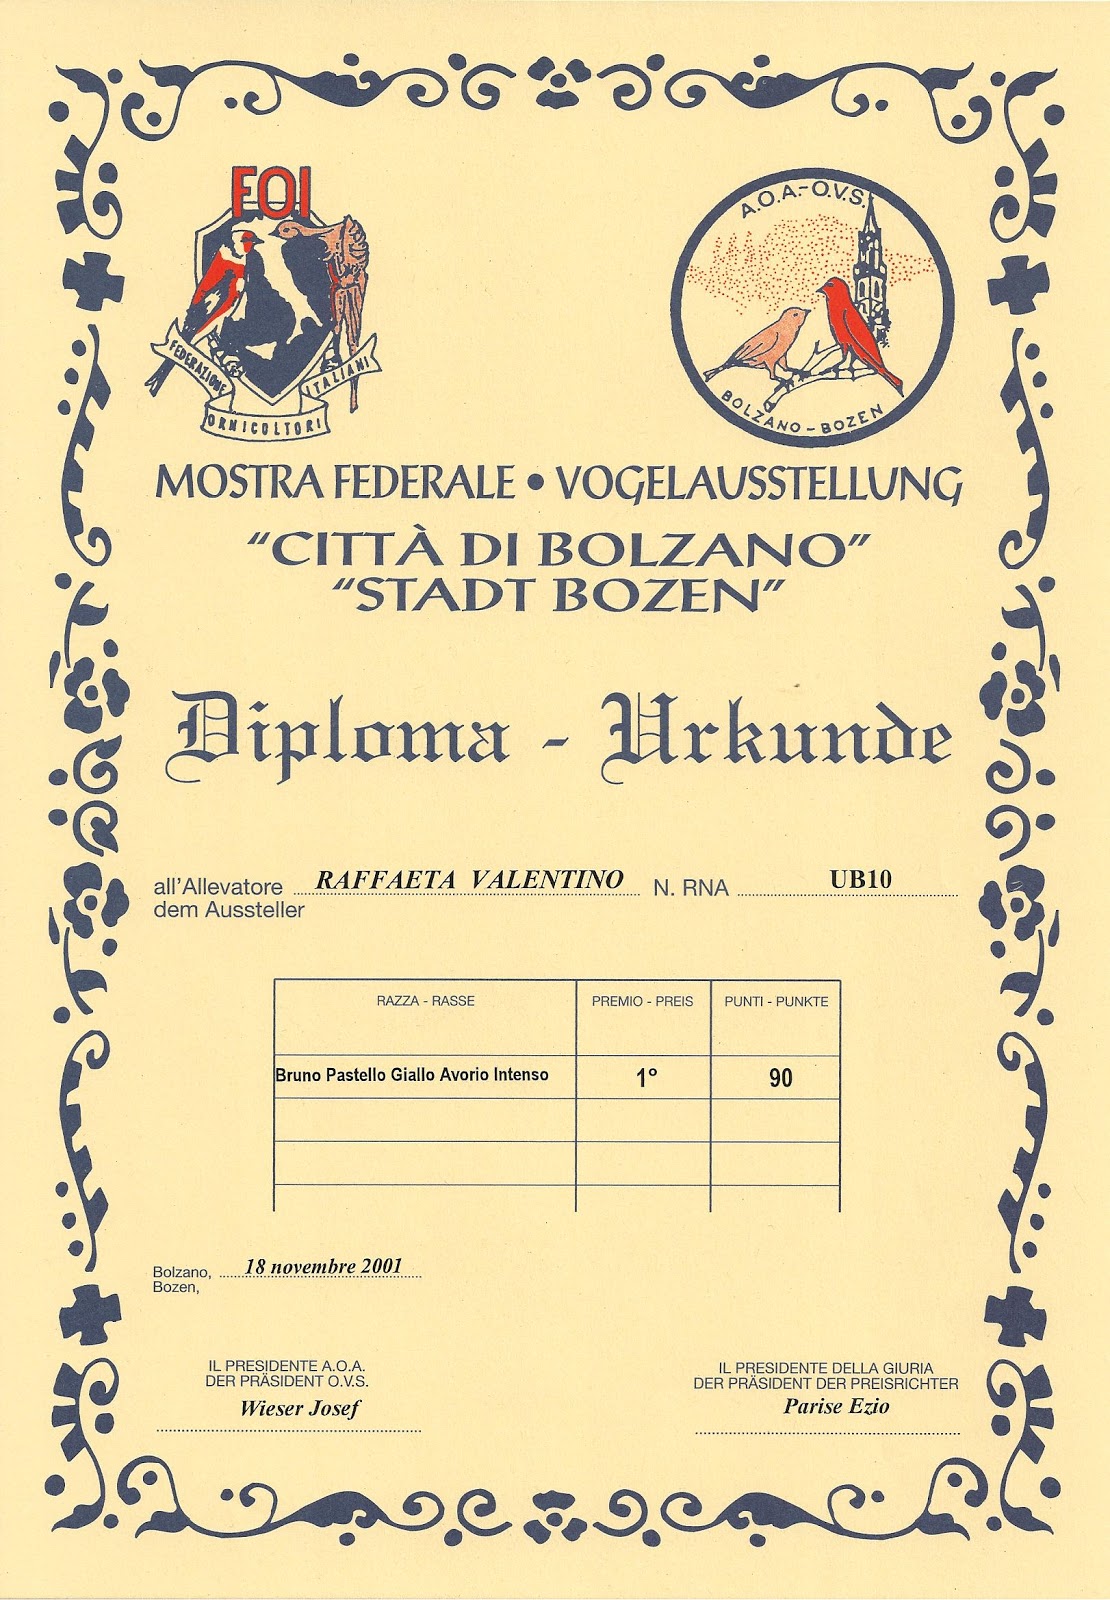 FOI
FEDERAZIONE
ORNICOLTORI
ITALIANI
A.O.A.-O.V.S.
BOLZANO-BOZEN
MOSTRA FEDERALE • VOGELAUSSTELLUNG
“CITTÀ DI BOLZANO”
“STADT BOZEN”
Diploma - Urkunde
all'Allevatore RAFFAETA VALENTINO N. RNA UB10
dem Aussteller
RAZZA - RASSE PREMIO - PREIS PUNTI - PUNKTE
Bruno Pastello Giallo Avorio Intenso 1° 90
Bolzano, 18 novembre 2001
Bozen,
IL PRESIDENTE A.O.A.
DER PRÄSIDENT O.V.S.
Wieser Josef
IL PRESIDENTE DELLA GIURIA
DER PRÄSIDENT DER PREISRICHTER
Parise Ezio